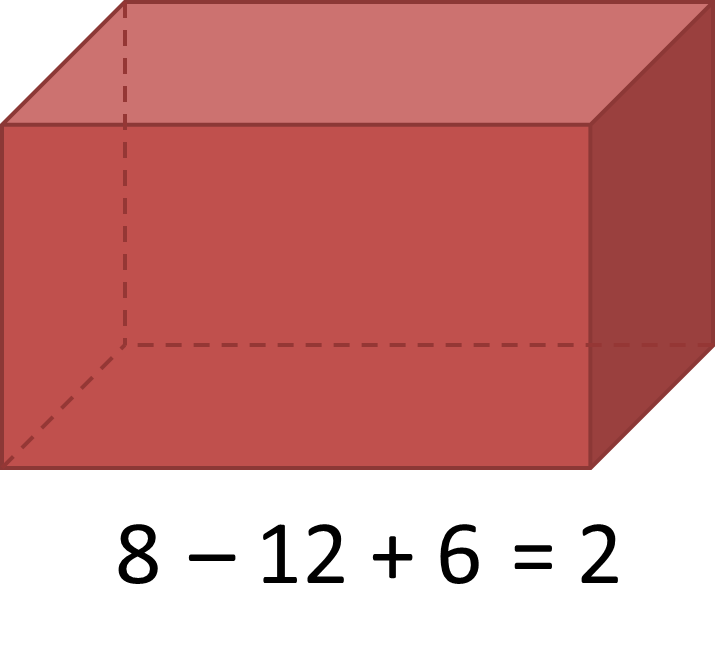 8 – 12 + 6 = 2